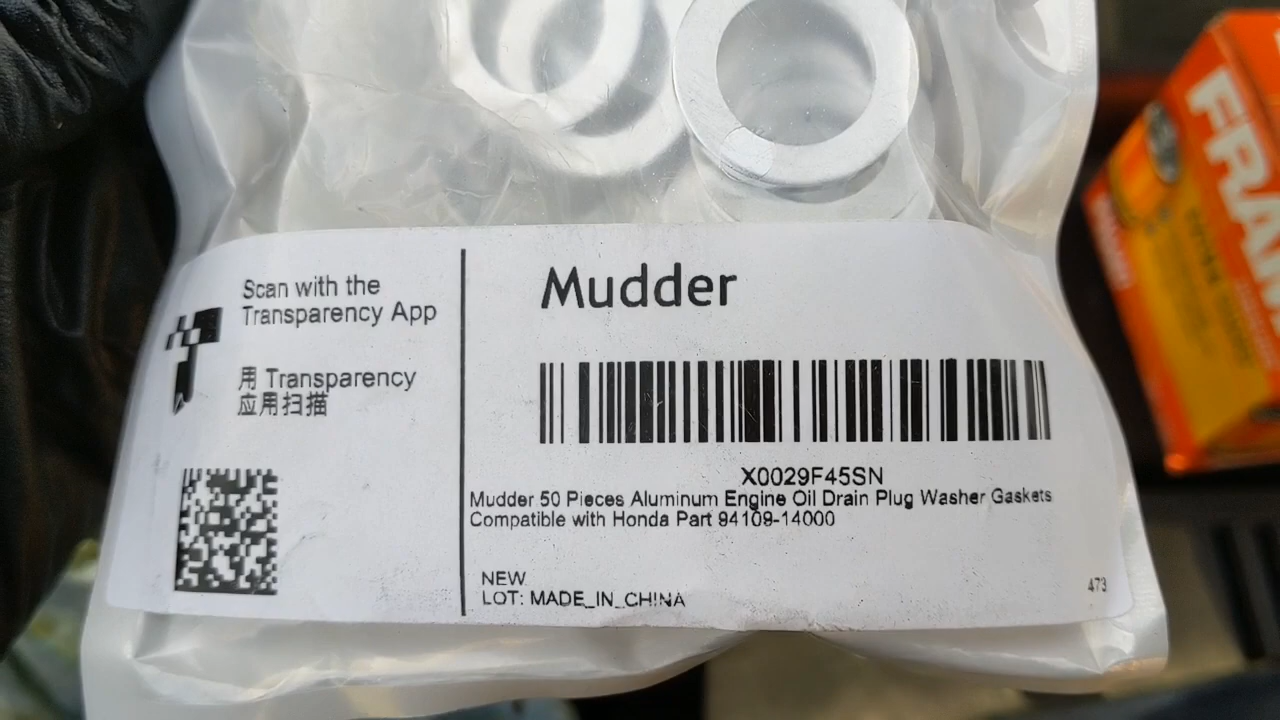 Scan with the
Transparency App
用 Transparency
应用扫描
Mudder
X0029F45SN
Mudder 50 Pieces Aluminum Engine Oil Drain Plug Washer Gaskets
Compatible with Honda Part 94109-14000
NEW
LOT: MADE_IN_CHINA
473
FRAM